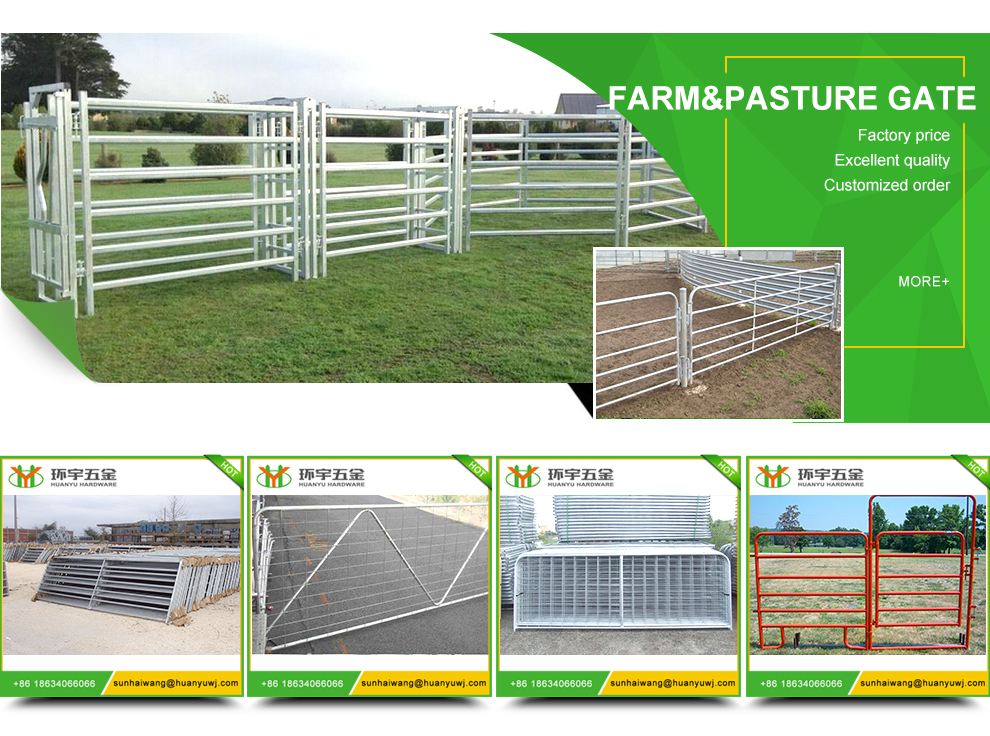 FARM&PASTURE GATE
Factory price
Excellent quality
Customized order
MORE+
环宇五金
HUANYU HARDWARE
HOT
+86 18634066066
sunhaiwang@huanyuwj.com
环宇五金
HUANYU HARDWARE
HOT
+86 18634066066
sunhaiwang@huanyuwj.com
环宇五金
HUANYU HARDWARE
HOT
+86 18634066066
sunhaiwang@huanyuwj.com
环宇五金
HUANYU HARDWARE
HOT
+86 18634066066
sunhaiwang@huanyuwj.com